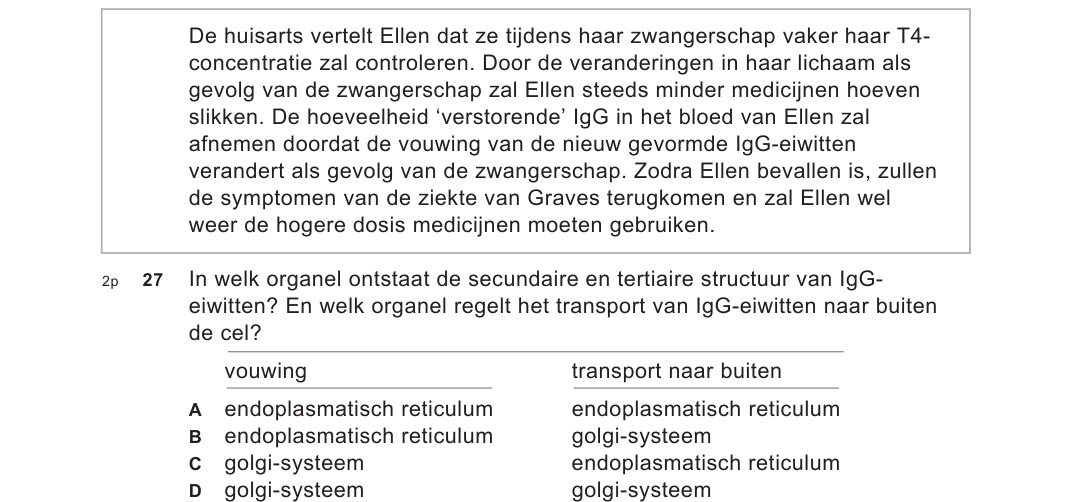 De huisarts vertelt Ellen dat ze tijdens haar zwangerschap vaker haar T4-
concentratie zal controleren. Door de veranderingen in haar lichaam als
gevolg van de zwangerschap zal Ellen steeds minder medicijnen hoeven
slikken. De hoeveelheid ‘verstorende’ IgG in het bloed van Ellen zal
afnemen doordat de vouwing van de nieuw gevormde IgG-eiwitten
verandert als gevolg van de zwangerschap. Zodra Ellen bevallen is, zullen
de symptomen van de ziekte van Graves terugkomen en zal Ellen wel
weer de hogere dosis medicijnen moeten gebruiken.
2p 27 In welk organel ontstaat de secundaire en tertiaire structuur van IgG-
eiwitten? En welk organel regelt het transport van IgG-eiwitten naar buiten
de cel?
vouwing transport naar buiten
A endoplasmatisch reticulum endoplasmatisch reticulum
B endoplasmatisch reticulum golgi-systeem
C golgi-systeem endoplasmatisch reticulum
D golgi-systeem golgi-systeem